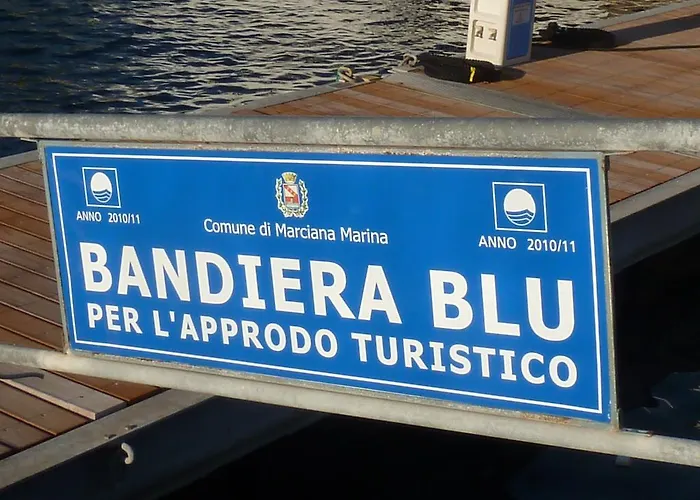 Comune di Marciana Marina
ANNO 2010/11
ANNO 2010/11
BANDIERA BLU
PER L'APPRODO TURISTICO